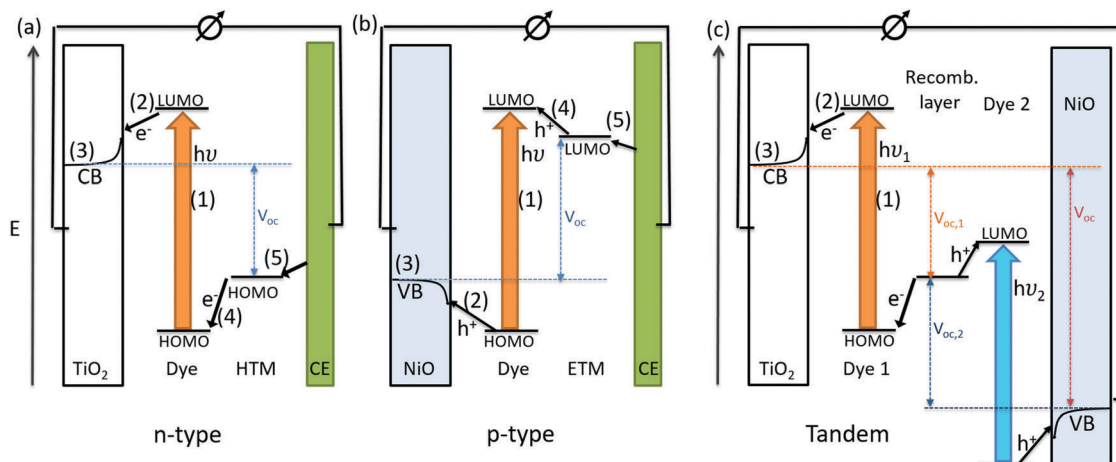 (a)
(2)
LUMO
e-
(3)
CB
hυ
(1)
Voc
E
(5)
HOMO
e-
(4)
HOMO
TiO2
Dye
HTM
CE
n-type
(b)
LUMO
(4)
h+
(5)
LUMO
hυ
(1)
Voc
(3)
VB
(2)
h+
HOMO
NiO
Dye
ETM
CE
p-type
(c)
Recomb.
layer
Dye 2
NiO
(2)
LUMO
e-
(3)
CB
hυ1
(1)
Voc,1
Voc
LUMO
h+
e-
hυ2
HOMO
Voc,2
TiO2
Dye 1
VB
h+
Tandem